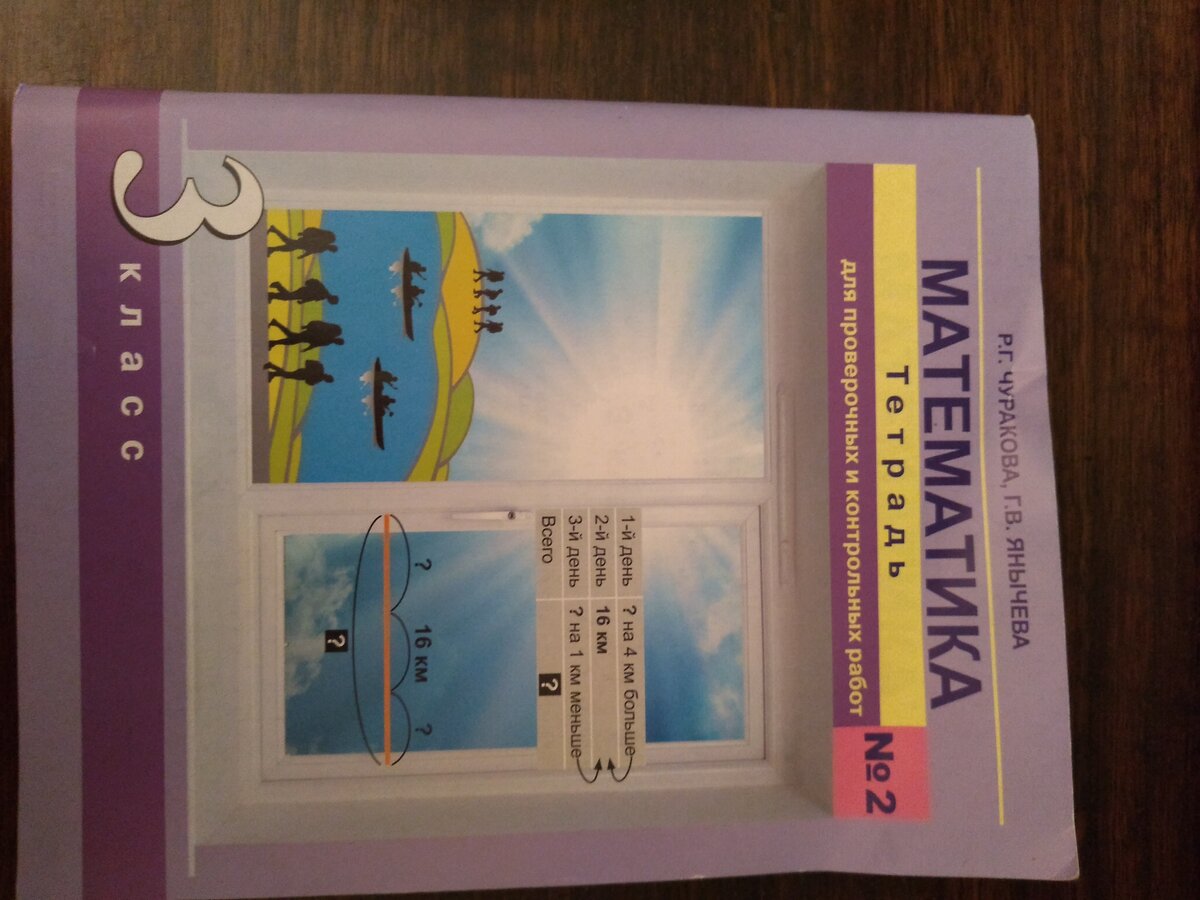 Р.Г. ЧУРАКОВА, Г.В. ЯНЫЧЕВА
МАТЕМАТИКА
Тетрадь
для проверочных и контрольных работ
№ 2
1-й день ? на 4 км больше
2-й день 16 км
3-й день ? на 1 км меньше
Всего ?
? 16 км ?
?
3 класс